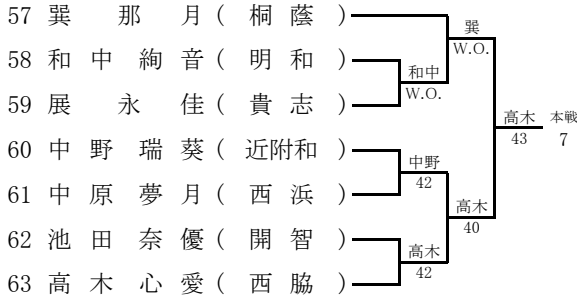 57 巽 那 月 ( 桐 蔭 )
58 和 中 絢 音 ( 明 和 )
59 展 永 佳 ( 貴 志 )
60 中 野 瑞 葵 ( 近附和 )
61 中 原 夢 月 ( 西 浜 )
62 池 田 奈 優 ( 開 智 )
63 高 木 心 愛 ( 西 脇 )
和中
W.O.
中野
42
高木
42
巽
W.O.
高木
40
高木
43
本戦
7